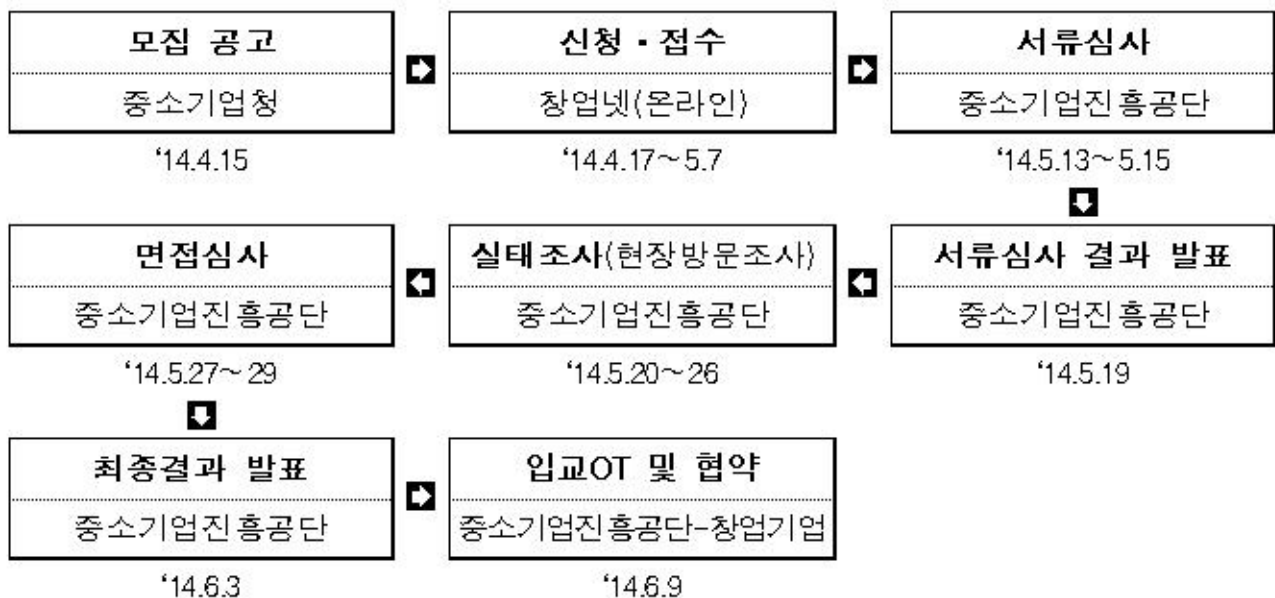 모집 공고
중소기업청
'14.4.15
신청·접수
창업넷(온라인)
'14.4.17~5.7
서류심사
중소기업진흥공단
'14.5.13~5.15
서류심사 결과 발표
중소기업진흥공단
'14.5.19
실태조사(현장방문조사)
중소기업진흥공단
'14.5.20~26
면접심사
중소기업진흥공단
'14.5.27~29
최종결과 발표
중소기업진흥공단
'14.6.3
입교OT 및 협약
중소기업진흥공단-창업기업
'14.6.9